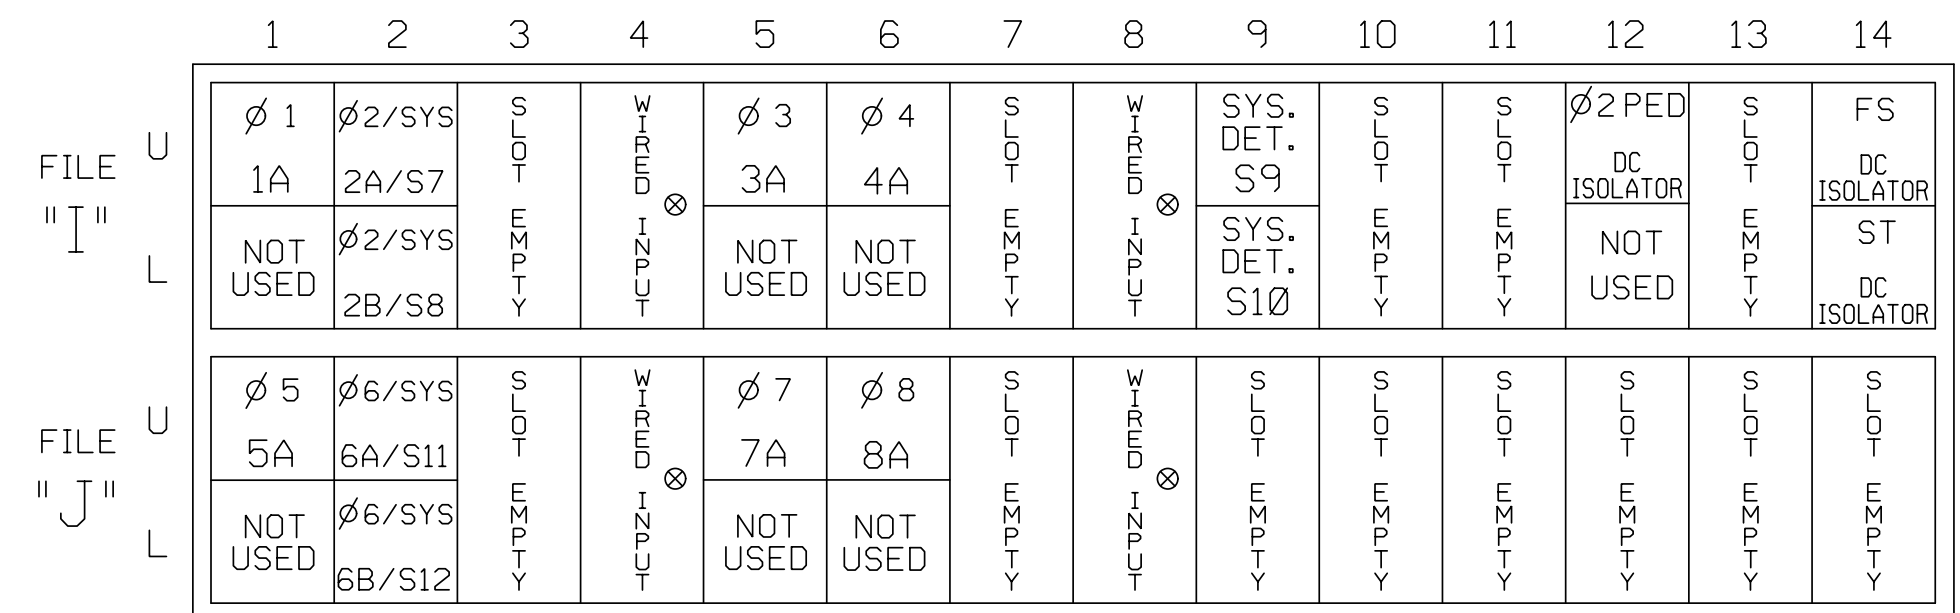 1 2 3 4 5 6 7 8 9 10 11 12 13 14
FILE
"I"
U
L
Ø 1
1A
NOT
USED
Ø2/SYS
2A/S7
Ø2/SYS
2B/S8
SLOT EMPTY
WIRED INPUT
Ø 3
3A
NOT
USED
Ø 4
4A
NOT
USED
SLOT EMPTY
WIRED INPUT
SYS.
DET.
S9
SYS.
DET.
S10
SLOT EMPTY
SLOT EMPTY
Ø2 PED
DC
ISOLATOR
NOT
USED
SLOT EMPTY
FS
DC
ISOLATOR
ST
DC
ISOLATOR
FILE
"J"
U
L
Ø 5
5A
NOT
USED
Ø6/SYS
6A/S11
Ø6/SYS
6B/S12
SLOT EMPTY
WIRED INPUT
Ø 7
7A
NOT
USED
Ø 8
8A
NOT
USED
SLOT EMPTY
WIRED INPUT
SLOT EMPTY
SLOT EMPTY
SLOT EMPTY
SLOT EMPTY
SLOT EMPTY
SLOT EMPTY